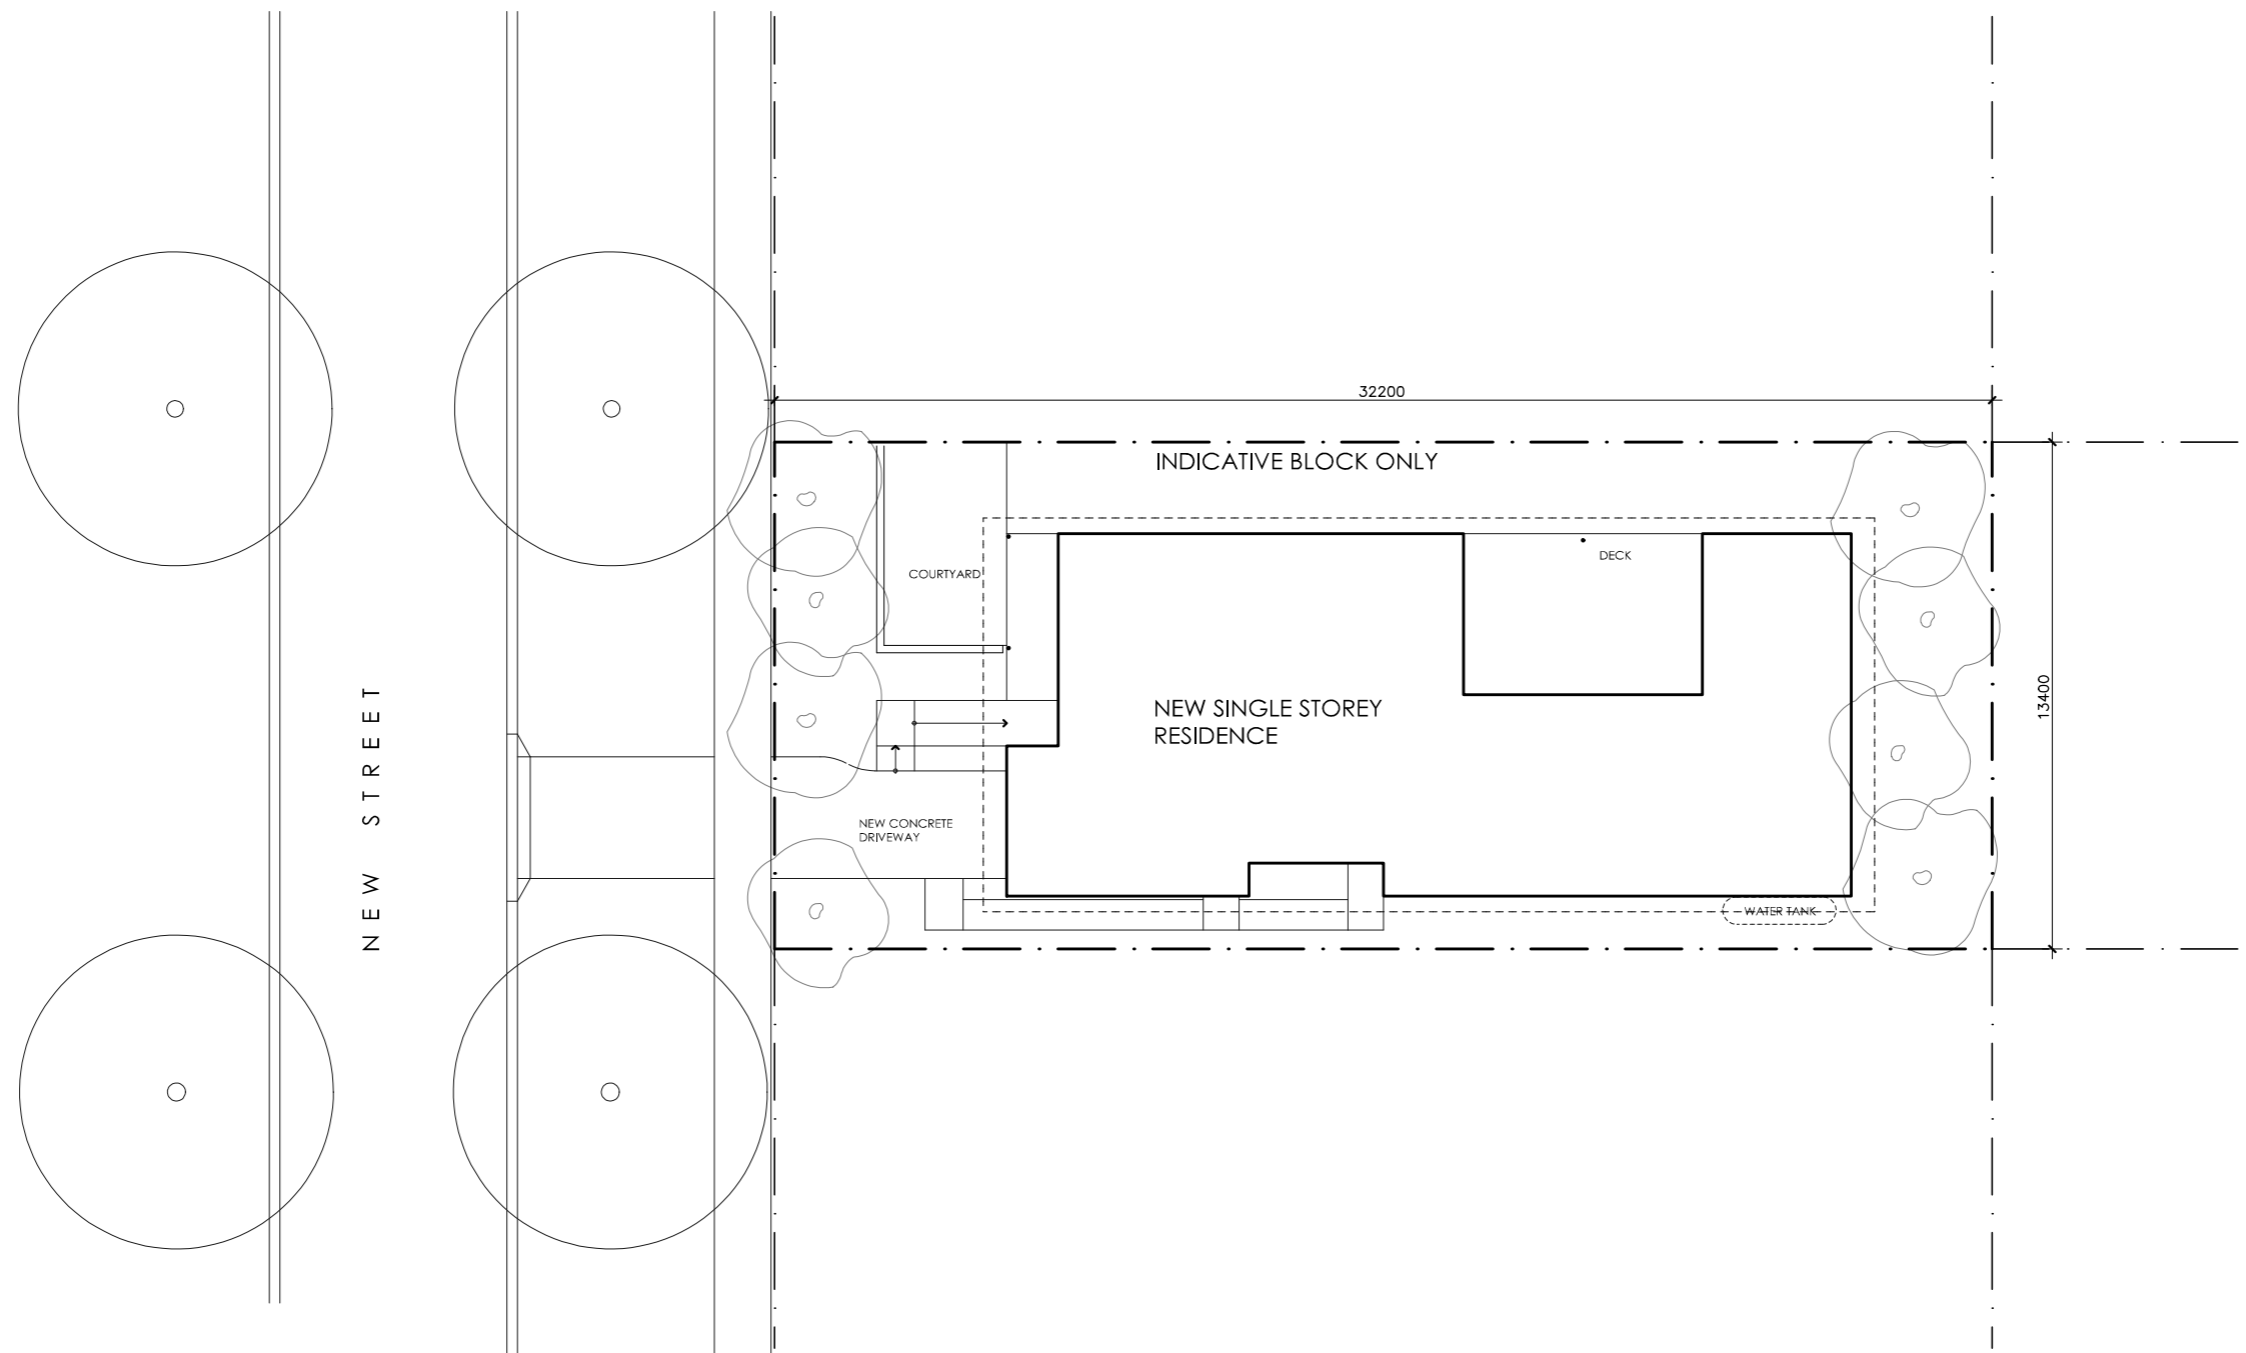 32200
INDICATIVE BLOCK ONLY
DECK
COURTYARD
NEW SINGLE STOREY
RESIDENCE
13400
NEW STREET
NEW CONCRETE
DRIVEWAY
WATER TANK